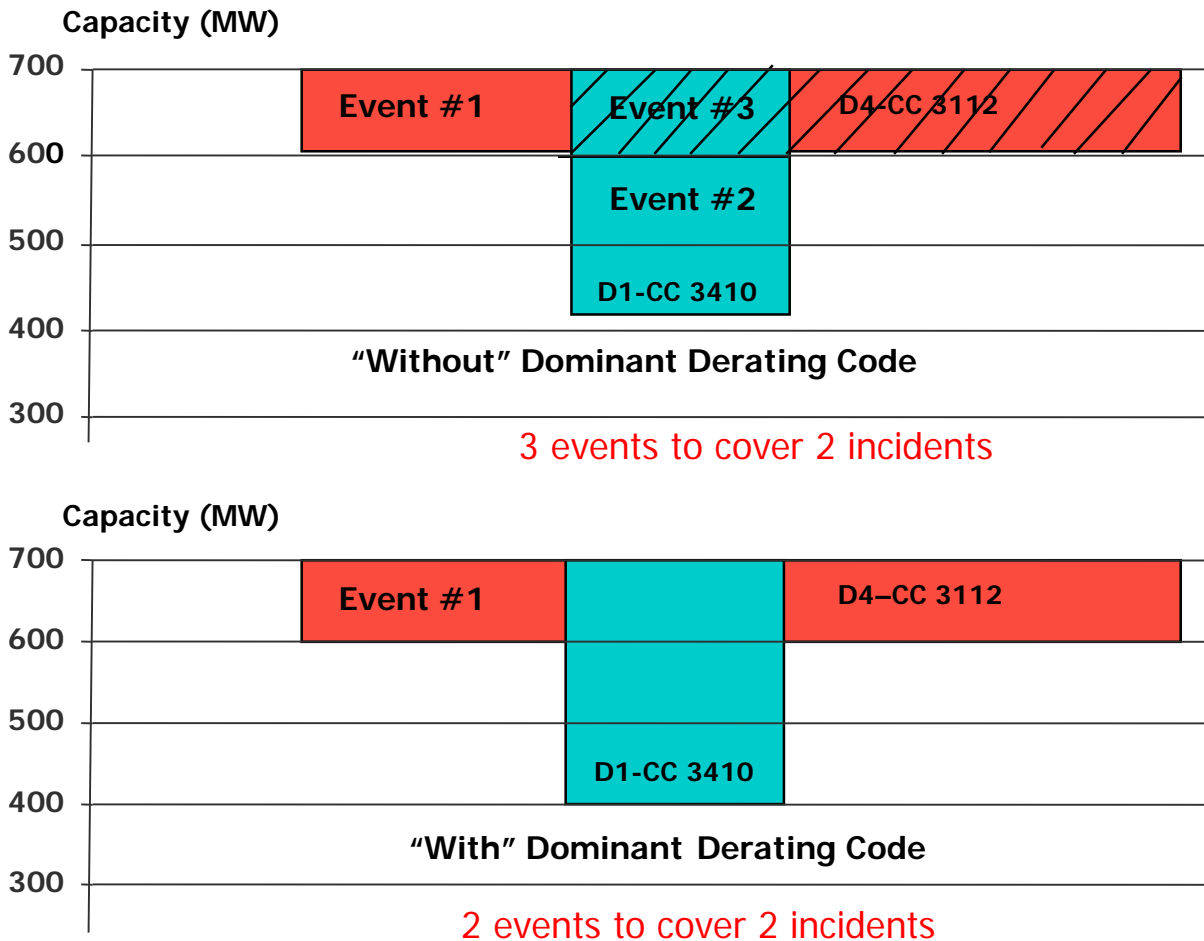 Capacity (MW)
700
Event #1
Event #3
D4-CC 3112
600
Event #2
500
D1-CC 3410
400
“Without” Dominant Derating Code
300
3 events to cover 2 incidents
Capacity (MW)
700
Event #1
D4–CC 3112
600
500
D1-CC 3410
400
“With” Dominant Derating Code
300
2 events to cover 2 incidents